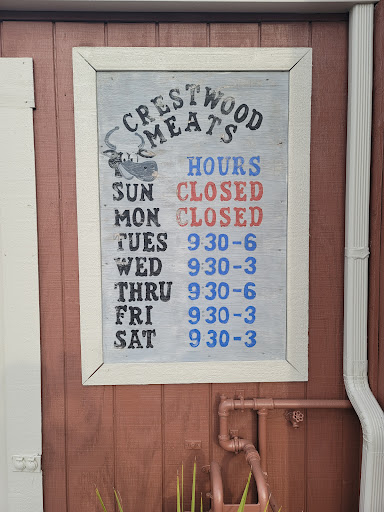 CRESTWOOD
MEATS
HOURS
SUN CLOSED
MON CLOSED
TUES 9:30-6
WED 9:30-3
THRU 9:30-6
FRI 9:30-3
SAT 9:30-3